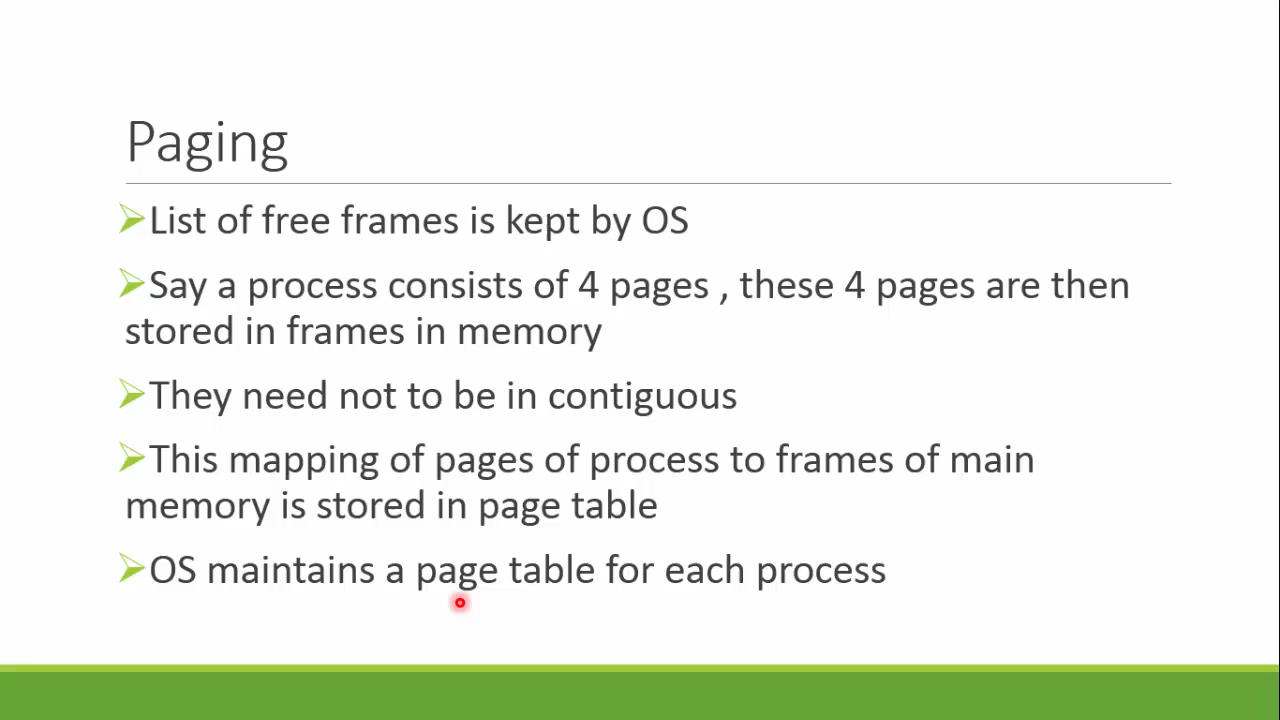 Paging
➢List of free frames is kept by OS
➢Say a process consists of 4 pages , these 4 pages are then
stored in frames in memory
➢They need not to be in contiguous
➢This mapping of pages of process to frames of main
memory is stored in page table
➢OS maintains a page table for each process